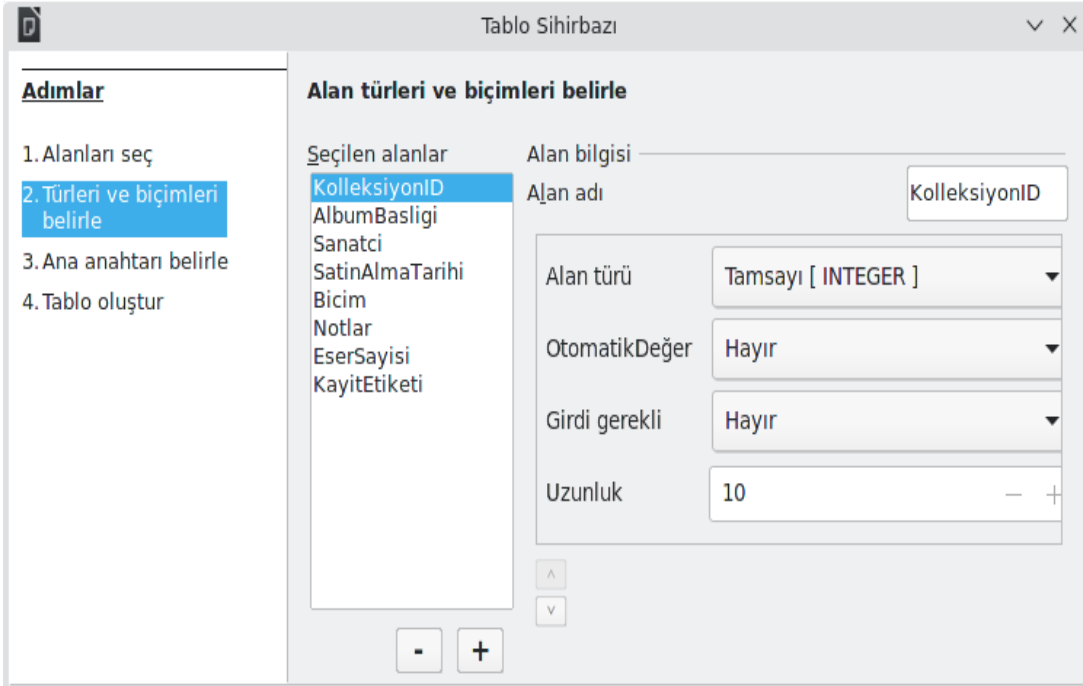 Tablo Sihirbazı
Adımlar
1. Alanları seç
2. Türleri ve biçimleri
belirle
3. Ana anahtarı belirle
4. Tablo oluştur
Alan türleri ve biçimleri belirle
Seçilen alanlar
KolleksiyonID
AlbumBasligi
Sanatci
SatinAlmaTarihi
Bicim
Notlar
EserSayisi
KayitEtiketi
- +
Alan bilgisi
Alan adı KolleksiyonID
Alan türü Tamsayı [ INTEGER ]
OtomatikDeğer Hayır
Girdi gerekli Hayır
Uzunluk 10 − +